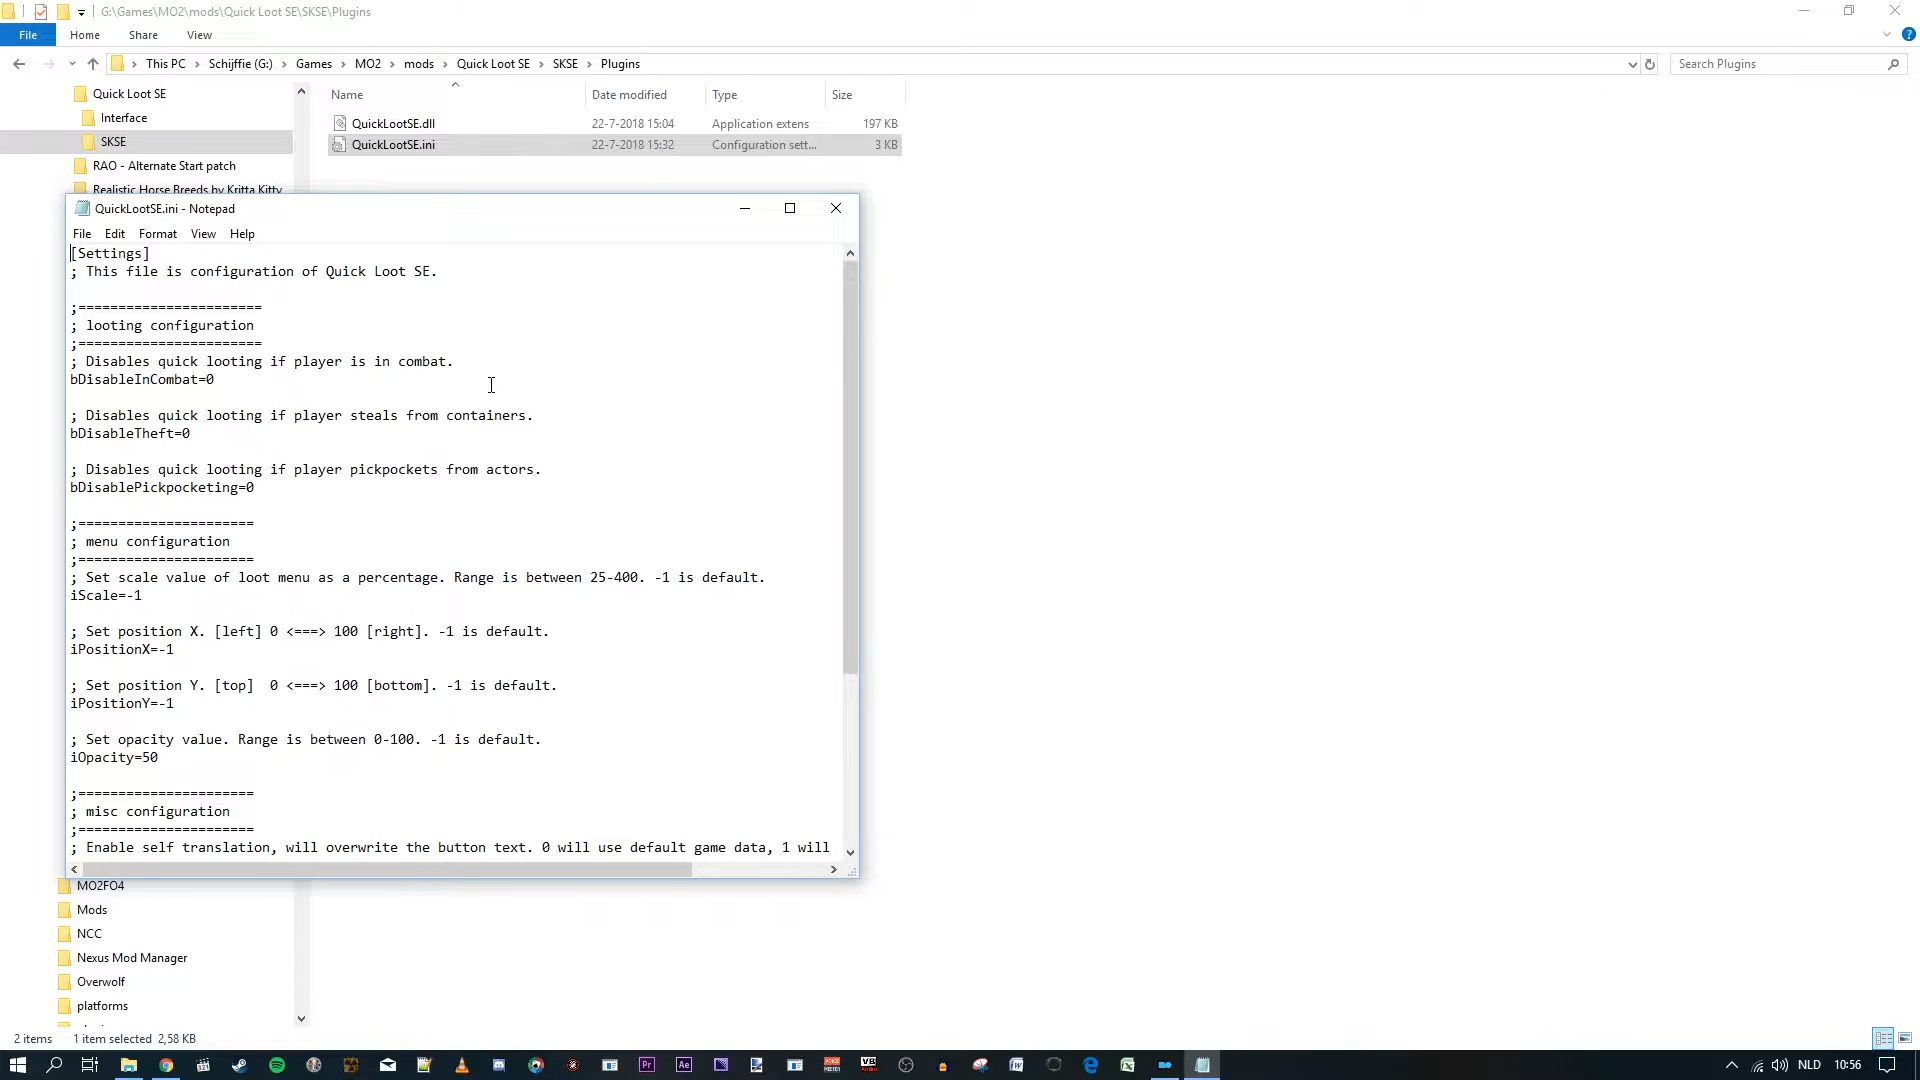 G:\Games\MO2\mods\Quick Loot SE\SKSE\Plugins
File Home Share View
This PC Schijffie (G:) Games MO2 mods Quick Loot SE SKSE Plugins
Search Plugins
Quick Loot SE
Interface
SKSE
RAO - Alternate Start patch
Realistic Horse Breeds by Kritta Kitty
Name Date modified Type Size
QuickLootSE.dll 22-7-2018 15:04 Application extens 197 KB
QuickLootSE.ini 22-7-2018 15:32 Configuration sett... 3 KB
QuickLootSE.ini - Notepad
File Edit Format View Help
[Settings]
; This file is configuration of Quick Loot SE.
;=======================
; looting configuration
;=======================
; Disables quick looting if player is in combat.
bDisableInCombat=0
; Disables quick looting if player steals from containers.
bDisableTheft=0
; Disables quick looting if player pickpockets from actors.
bDisablePickpocketing=0
;======================
; menu configuration
;======================
; Set scale value of loot menu as a percentage. Range is between 25-400. -1 is default.
iScale=-1
; Set position X. [left] 0 <===> 100 [right]. -1 is default.
iPositionX=-1
; Set position Y. [top]  0 <===> 100 [bottom]. -1 is default.
iPositionY=-1
; Set opacity value. Range is between 0-100. -1 is default.
iOpacity=50
;======================
; misc configuration
;======================
; Enable self translation, will overwrite the button text. 0 will use default game data, 1 will
MO2FO4
Mods
NCC
Nexus Mod Manager
Overwolf
platforms
2 items 1 item selected 2,58 KB
Pr Ae
NLD 10:56